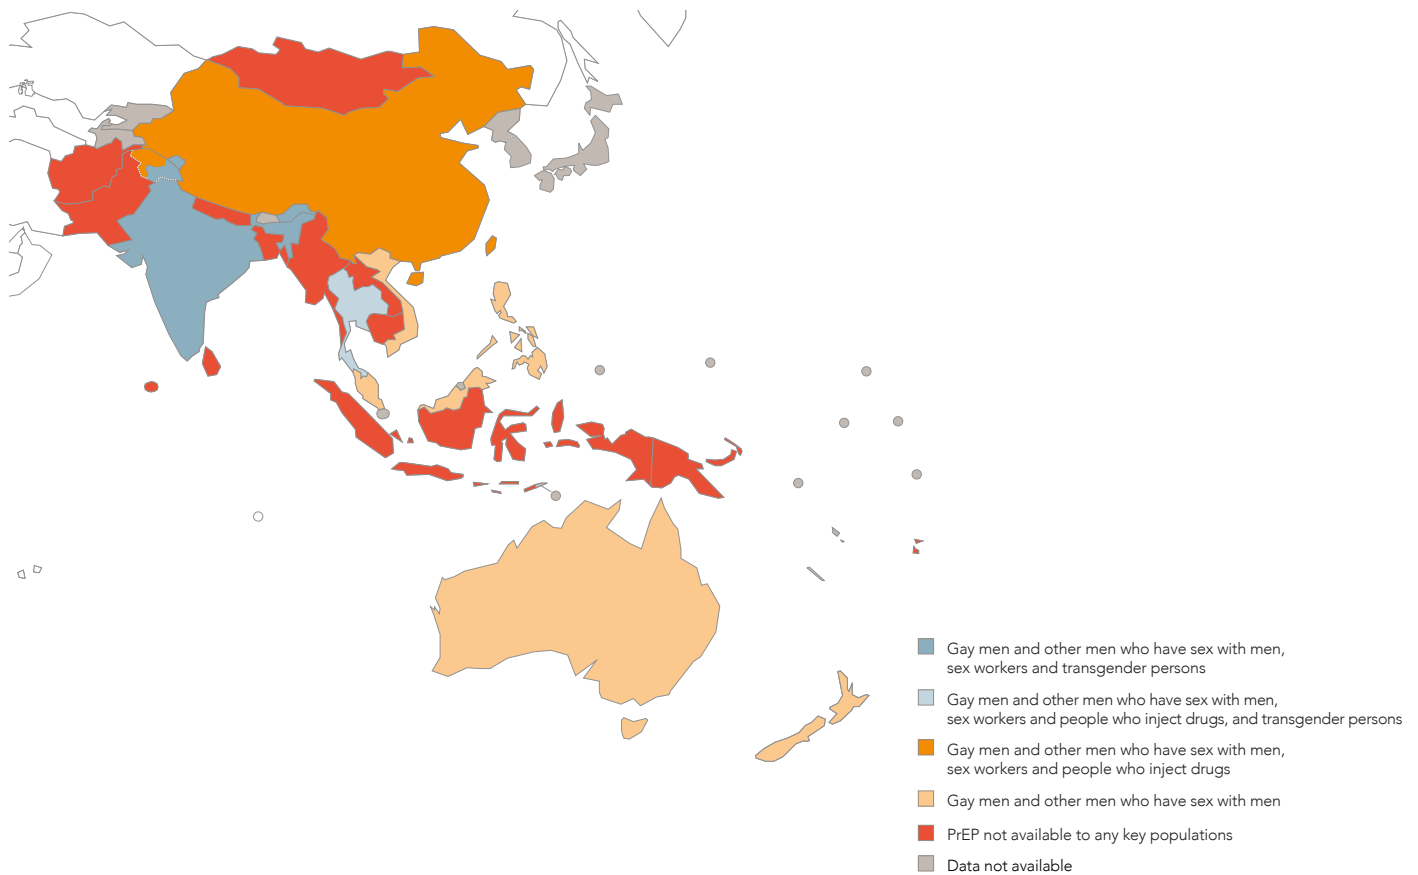 Gay men and other men who have sex with men,
sex workers and transgender persons
Gay men and other men who have sex with men,
sex workers and people who inject drugs, and transgender persons
Gay men and other men who have sex with men,
sex workers and people who inject drugs
Gay men and other men who have sex with men
PrEP not available to any key populations
Data not available